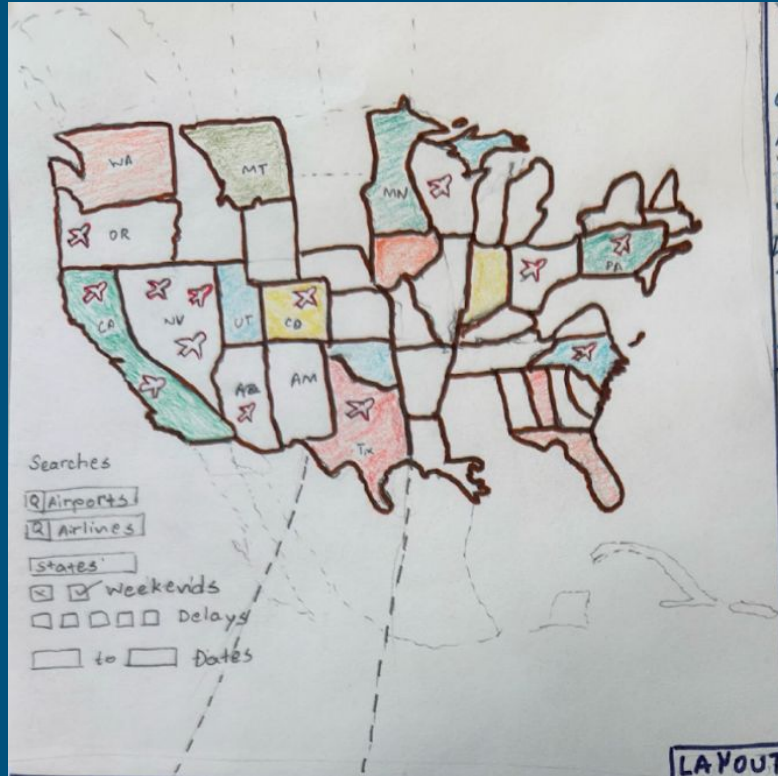 WA
MT
MN
OR
PA
CA
NV
UT
CO
AZ
AM
TX
Searches
Q Airports
Q Airlines
States
x ✓ Weekends
Delays
to Dates
LAYOUT